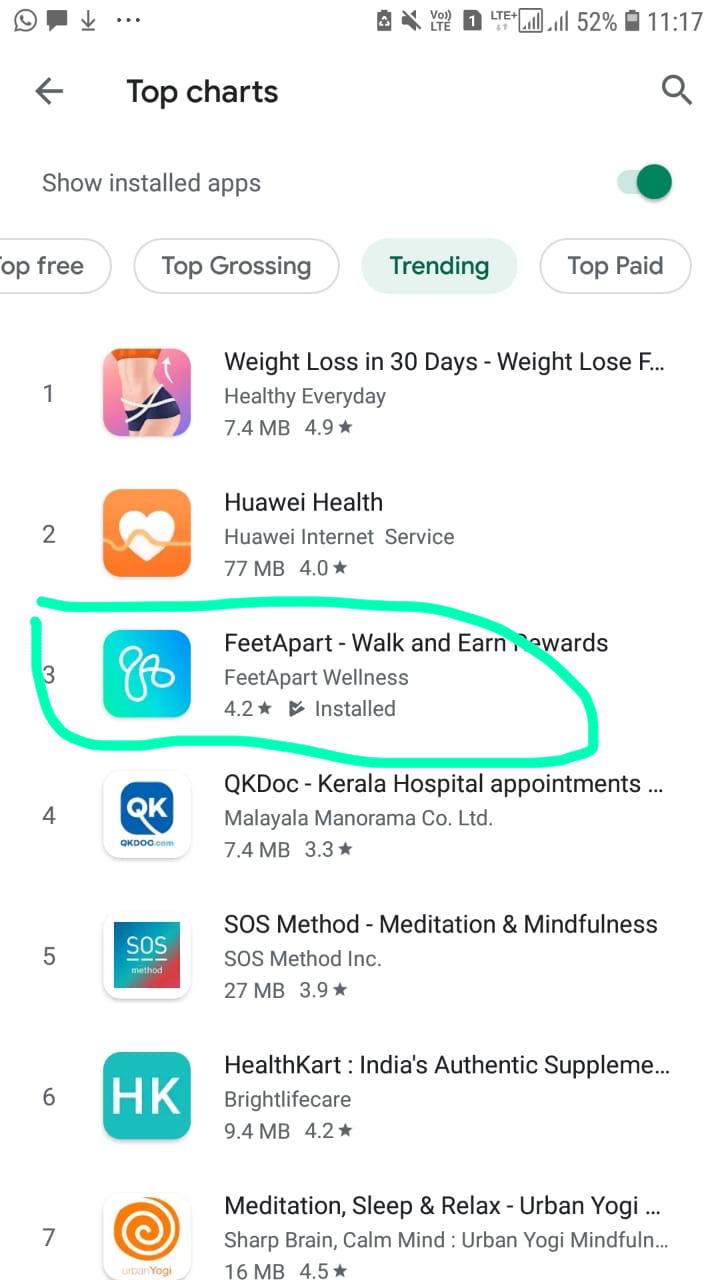 Vo))
LTE
1
LTE+
52%
11:17
Top charts
Show installed apps
op free
Top Grossing
Trending
Top Paid
1
Weight Loss in 30 Days - Weight Lose F...
Healthy Everyday
7.4 MB 4.9★
2
Huawei Health
Huawei Internet Service
77 MB 4.0★
3
FeetApart - Walk and Earn Rewards
FeetApart Wellness
4.2★ Installed
4
QK
QKDOC.com
QKDoc - Kerala Hospital appointments ...
Malayala Manorama Co. Ltd.
7.4 MB 3.3★
5
SOS
method
SOS Method - Meditation & Mindfulness
SOS Method Inc.
27 MB 3.9★
6
HK
HealthKart : India's Authentic Suppleme...
Brightlifecare
9.4 MB 4.2★
7
urbanYogi
Meditation, Sleep & Relax - Urban Yogi ...
Sharp Brain, Calm Mind : Urban Yogi Mindfuln...
16 MB 4.5★